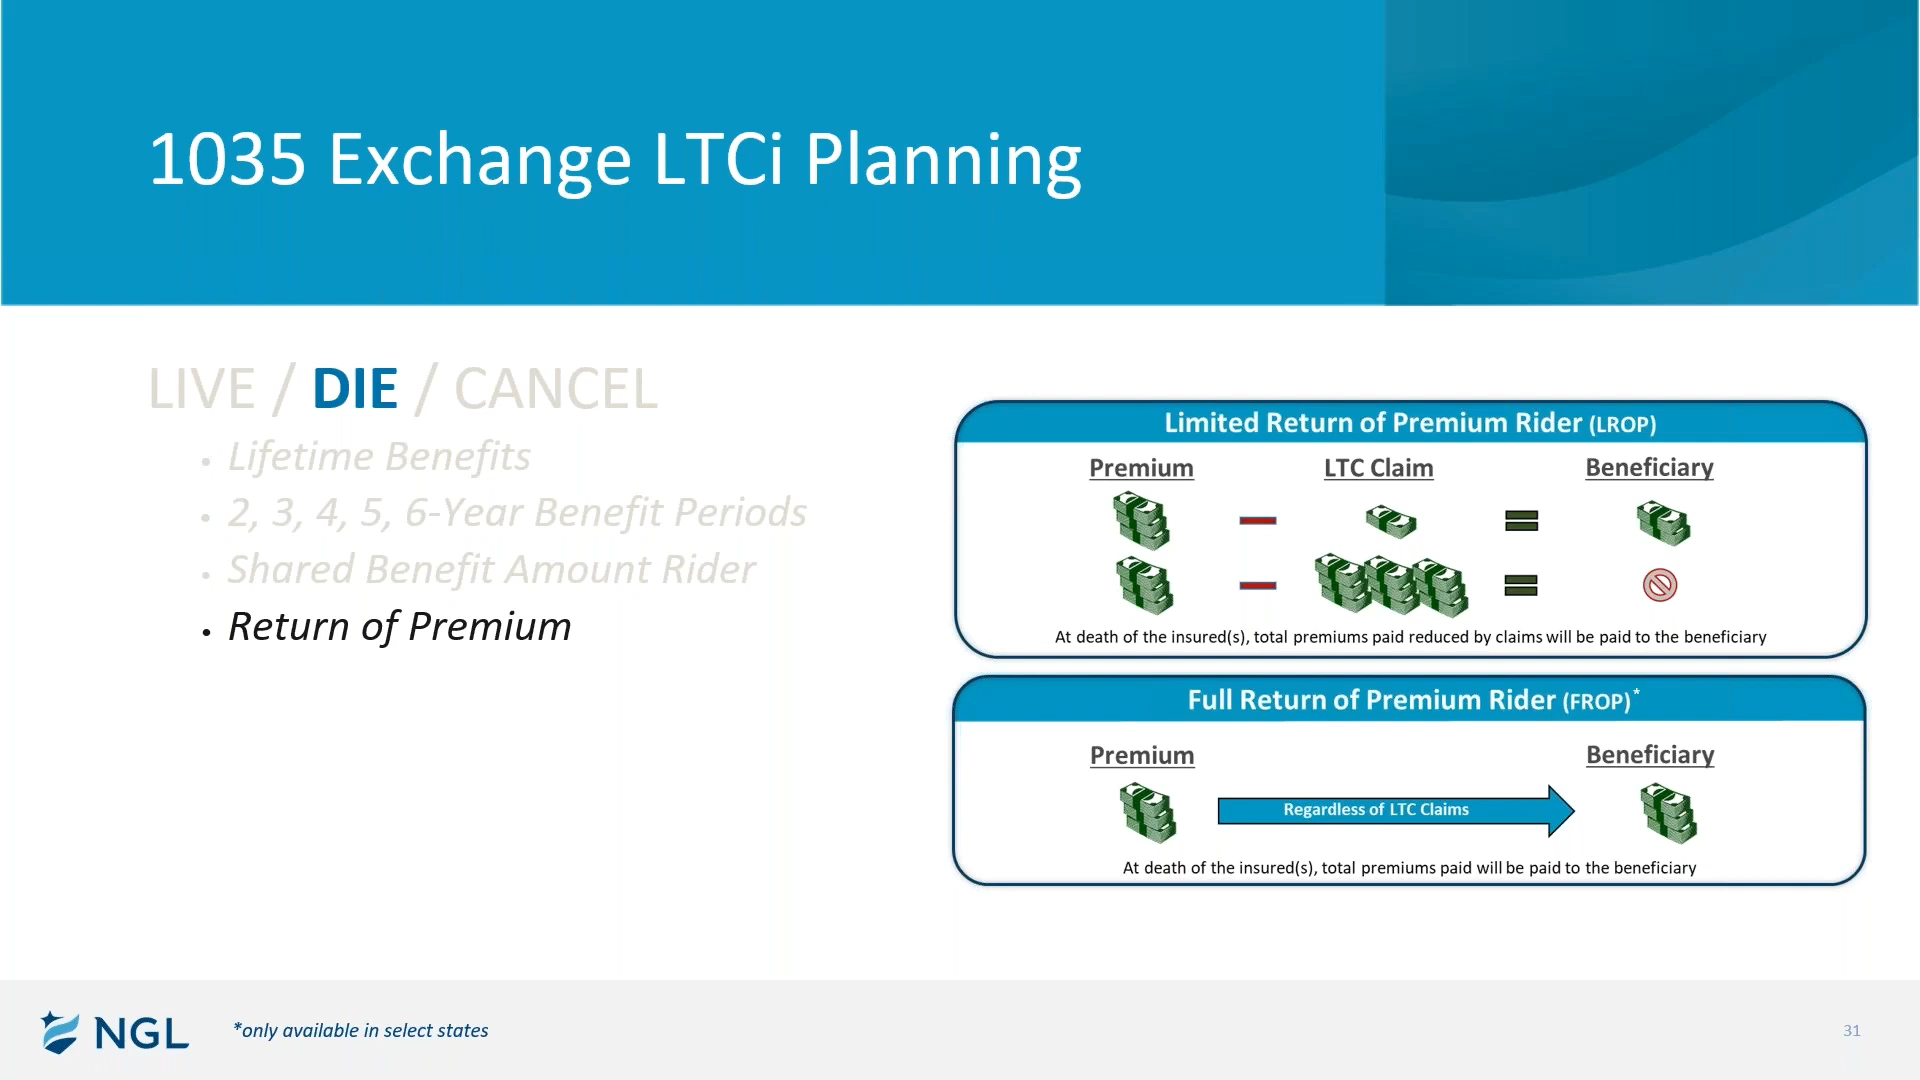 1035 Exchange LTCi Planning
LIVE / DIE / CANCEL
• Lifetime Benefits
• 2, 3, 4, 5, 6-Year Benefit Periods
• Shared Benefit Amount Rider
• Return of Premium
Limited Return of Premium Rider (LROP)
Premium LTC Claim Beneficiary
At death of the insured(s), total premiums paid reduced by claims will be paid to the beneficiary
Full Return of Premium Rider (FROP)*
Premium Beneficiary
Regardless of LTC Claims
At death of the insured(s), total premiums paid will be paid to the beneficiary
NGL
*only available in select states
31